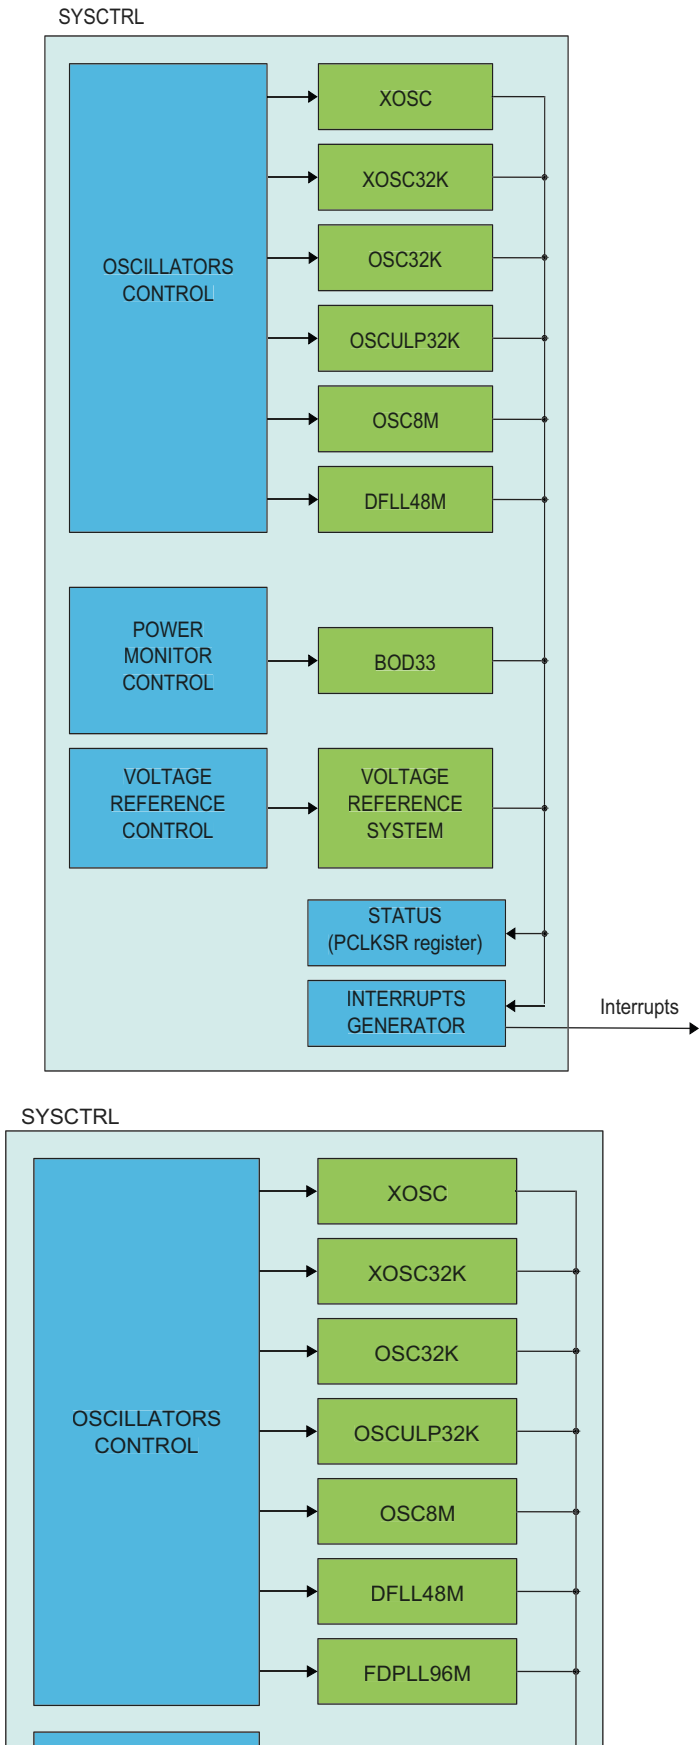 SYSCTRL
XOSC
XOSC32K
OSCILLATORS
CONTROL
OSC32K
OSCULP32K
OSC8M
DFLL48M
POWER
MONITOR
CONTROL
BOD33
VOLTAGE
REFERENCE
CONTROL
VOLTAGE
REFERENCE
SYSTEM
STATUS
(PCLKSR register)
INTERRUPTS
GENERATOR
Interrupts
SYSCTRL
XOSC
XOSC32K
OSC32K
OSCILLATORS
CONTROL
OSCULP32K
OSC8M
DFLL48M
FDPLL96M